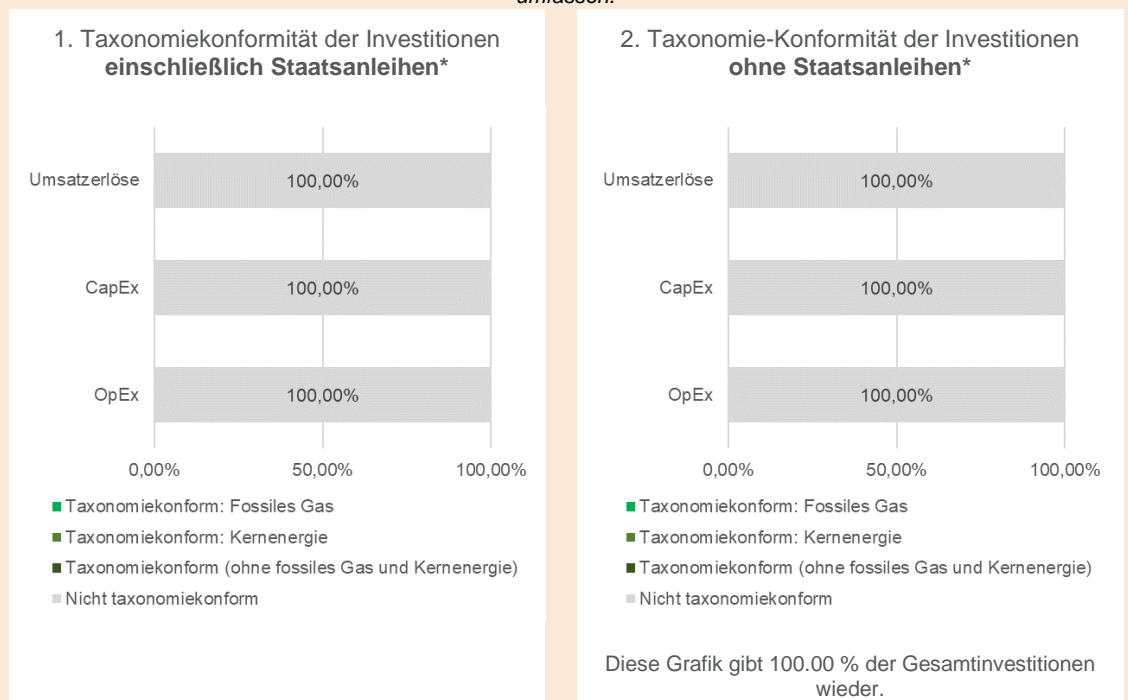 umfassen.
1. Taxonomiekonformität der Investitionen
einschließlich Staatsanleihen*
Umsatzerlöse
100,00%
CapEx
100,00%
OpEx
100,00%
0,00%
50,00%
100,00%
Taxonomiekonform: Fossiles Gas
Taxonomiekonform: Kernenergie
Taxonomiekonform (ohne fossiles Gas und Kernenergie)
Nicht taxonomiekonform
2. Taxonomie-Konformität der Investitionen
ohne Staatsanleihen*
Umsatzerlöse
100,00%
CapEx
100,00%
OpEx
100,00%
0,00%
50,00%
100,00%
Taxonomiekonform: Fossiles Gas
Taxonomiekonform: Kernenergie
Taxonomiekonform (ohne fossiles Gas und Kernenergie)
Nicht taxonomiekonform
Diese Grafik gibt 100.00 % der Gesamtinvestitionen
wieder.